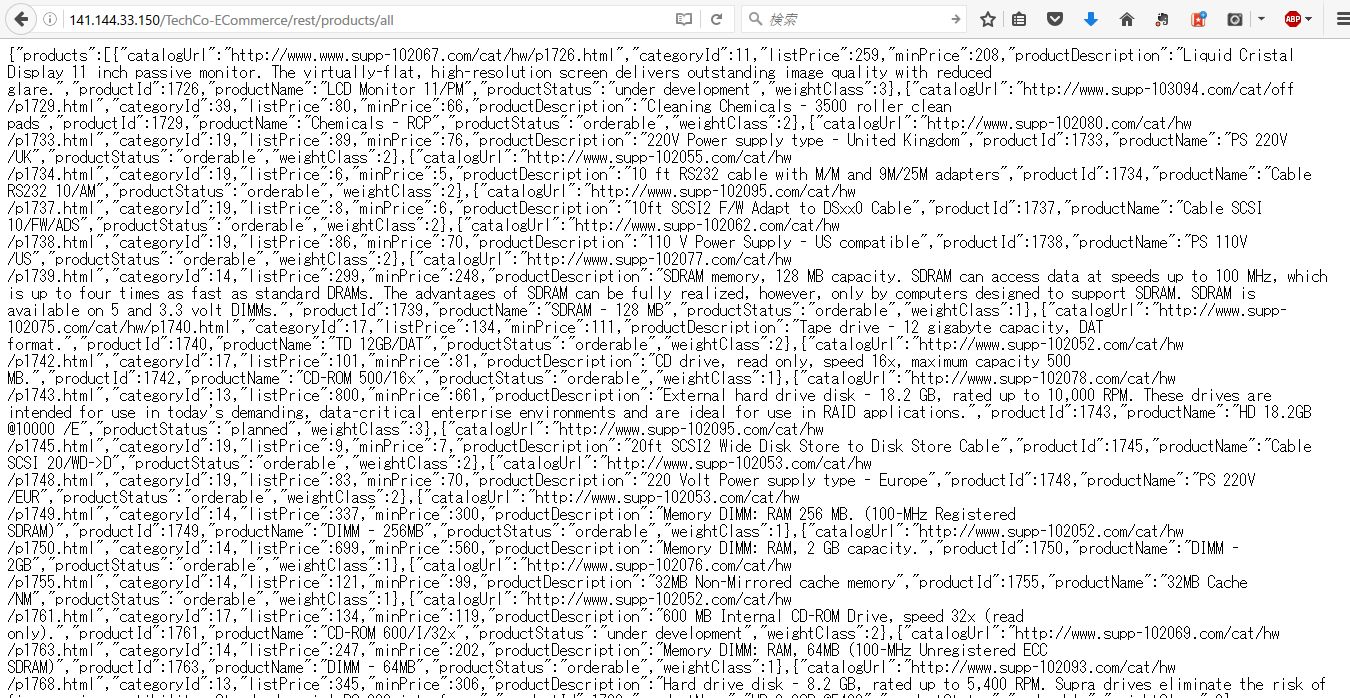 141.144.33.150/TechCo-ECommerce/rest/products/all
検索
ABP
{"products":[{"catalogUrl":"http://www.www.supp-102067.com/cat/hw/p1726.html","categoryId":11,"listPrice":259,"minPrice":208,"productDescription":"Liquid Cristal
Display 11 inch passive monitor. The virtually-flat, high-resolution screen delivers outstanding image quality with reduced
glare.","productId":1726,"productName":"LCD Monitor 11/PM","productStatus":"under development","weightClass":3},{"catalogUrl":"http://www.supp-103094.com/cat/off
/p1729.html","categoryId":39,"listPrice":80,"minPrice":66,"productDescription":"Cleaning Chemicals - 3500 roller clean
pads","productId":1729,"productName":"Chemicals - RCP","productStatus":"orderable","weightClass":2},{"catalogUrl":"http://www.supp-102080.com/cat/hw
/p1733.html","categoryId":19,"listPrice":89,"minPrice":76,"productDescription":"220V Power supply type - United Kingdom","productId":1733,"productName":"PS 220V
/UK","productStatus":"orderable","weightClass":2},{"catalogUrl":"http://www.supp-102055.com/cat/hw
/p1734.html","categoryId":19,"listPrice":6,"minPrice":5,"productDescription":"10 ft RS232 cable with M/M and 9M/25M adapters","productId":1734,"productName":"Cable
RS232 10/AM","productStatus":"orderable","weightClass":2},{"catalogUrl":"http://www.supp-102095.com/cat/hw
/p1737.html","categoryId":19,"listPrice":8,"minPrice":6,"productDescription":"10ft SCSI2 F/W Adapt to DSxx0 Cable","productId":1737,"productName":"Cable SCSI
10/FW/ADS","productStatus":"orderable","weightClass":2},{"catalogUrl":"http://www.supp-102062.com/cat/hw
/p1738.html","categoryId":19,"listPrice":86,"minPrice":70,"productDescription":"110 V Power Supply - US compatible","productId":1738,"productName":"PS 110V
/US","productStatus":"orderable","weightClass":2},{"catalogUrl":"http://www.supp-102077.com/cat/hw
/p1739.html","categoryId":14,"listPrice":299,"minPrice":248,"productDescription":"SDRAM memory, 128 MB capacity. SDRAM can access data at speeds up to 100 MHz, which
is up to four times as fast as standard DRAMs. The advantages of SDRAM can be fully realized, however, only by computers designed to support SDRAM. SDRAM is
available on 5 and 3.3 volt DIMMs.","productId":1739,"productName":"SDRAM - 128 MB","productStatus":"orderable","weightClass":1},{"catalogUrl":"http://www.supp-
102075.com/cat/hw/p1740.html","categoryId":17,"listPrice":134,"minPrice":111,"productDescription":"Tape drive - 12 gigabyte capacity, DAT
format.","productId":1740,"productName":"TD 12GB/DAT","productStatus":"orderable","weightClass":2},{"catalogUrl":"http://www.supp-102052.com/cat/hw
/p1742.html","categoryId":17,"listPrice":101,"minPrice":81,"productDescription":"CD drive, read only, speed 16x, maximum capacity 500
MB.","productId":1742,"productName":"CD-ROM 500/16x","productStatus":"orderable","weightClass":1},{"catalogUrl":"http://www.supp-102078.com/cat/hw
/p1743.html","categoryId":13,"listPrice":800,"minPrice":661,"productDescription":"External hard drive disk - 18.2 GB, rated up to 10,000 RPM. These drives are
intended for use in today's demanding, data-critical enterprise environments and are ideal for use in RAID applications.","productId":1743,"productName":"HD 18.2GB
@10000 /E","productStatus":"planned","weightClass":3},{"catalogUrl":"http://www.supp-102095.com/cat/hw
/p1745.html","categoryId":19,"listPrice":9,"minPrice":7,"productDescription":"20ft SCSI2 Wide Disk Store to Disk Store Cable","productId":1745,"productName":"Cable
SCSI 20/WD->D","productStatus":"orderable","weightClass":2},{"catalogUrl":"http://www.supp-102053.com/cat/hw
/p1748.html","categoryId":19,"listPrice":83,"minPrice":70,"productDescription":"220 Volt Power supply type - Europe","productId":1748,"productName":"PS 220V
/EUR","productStatus":"orderable","weightClass":2},{"catalogUrl":"http://www.supp-102053.com/cat/hw
/p1749.html","categoryId":14,"listPrice":337,"minPrice":300,"productDescription":"Memory DIMM: RAM 256 MB. (100-MHz Registered
SDRAM)","productId":1749,"productName":"DIMM - 256MB","productStatus":"orderable","weightClass":1},{"catalogUrl":"http://www.supp-102052.com/cat/hw
/p1750.html","categoryId":14,"listPrice":699,"minPrice":560,"productDescription":"Memory DIMM: RAM, 2 GB capacity.","productId":1750,"productName":"DIMM -
2GB","productStatus":"orderable","weightClass":1},{"catalogUrl":"http://www.supp-102076.com/cat/hw
/p1755.html","categoryId":14,"listPrice":121,"minPrice":99,"productDescription":"32MB Non-Mirrored cache memory","productId":1755,"productName":"32MB Cache
/NM","productStatus":"orderable","weightClass":1},{"catalogUrl":"http://www.supp-102052.com/cat/hw
/p1761.html","categoryId":17,"listPrice":134,"minPrice":119,"productDescription":"600 MB Internal CD-ROM Drive, speed 32x (read
only).","productId":1761,"productName":"CD-ROM 600/I/32x","productStatus":"under development","weightClass":2},{"catalogUrl":"http://www.supp-102069.com/cat/hw
/p1763.html","categoryId":14,"listPrice":247,"minPrice":202,"productDescription":"Memory DIMM: RAM, 64MB (100-MHz Unregistered ECC
SDRAM)","productId":1763,"productName":"DIMM - 64MB","productStatus":"orderable","weightClass":1},{"catalogUrl":"http://www.supp-102093.com/cat/hw
/p1768.html","categoryId":13,"listPrice":345,"minPrice":306,"productDescription":"Hard drive disk - 8.2 GB, rated up to 5,400 RPM. Supra drives eliminate the risk of